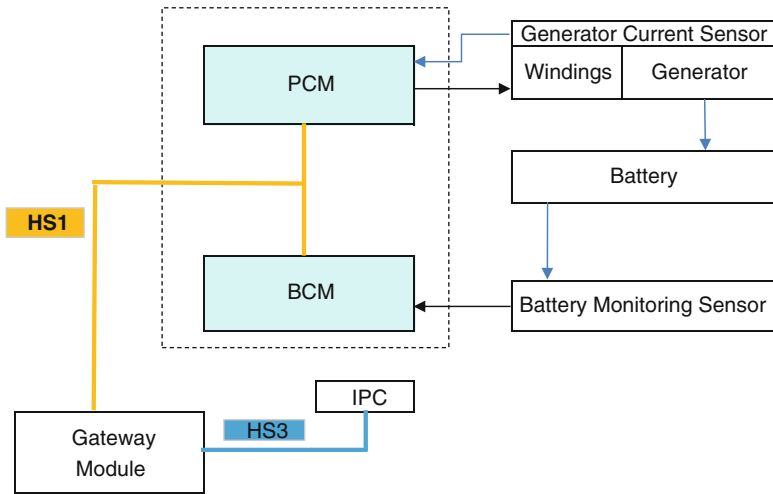 Generator Current Sensor
PCM
Windings
Generator
Battery
HS1
BCM
Battery Monitoring Sensor
IPC
HS3
Gateway
Module